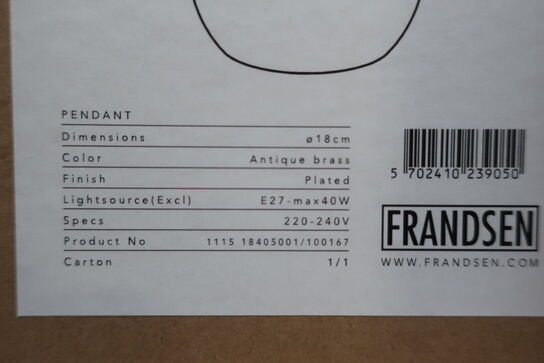 PENDANT
Dimensions ø18cm
Color Antique brass
Finish Plated
Lightsource(Excl) E27-max40W
Specs 220-240V
Product No 1115 18405001/100167
Carton 1/1
5 702410 239050
FRANDSEN
WWW.FRANDSEN.COM